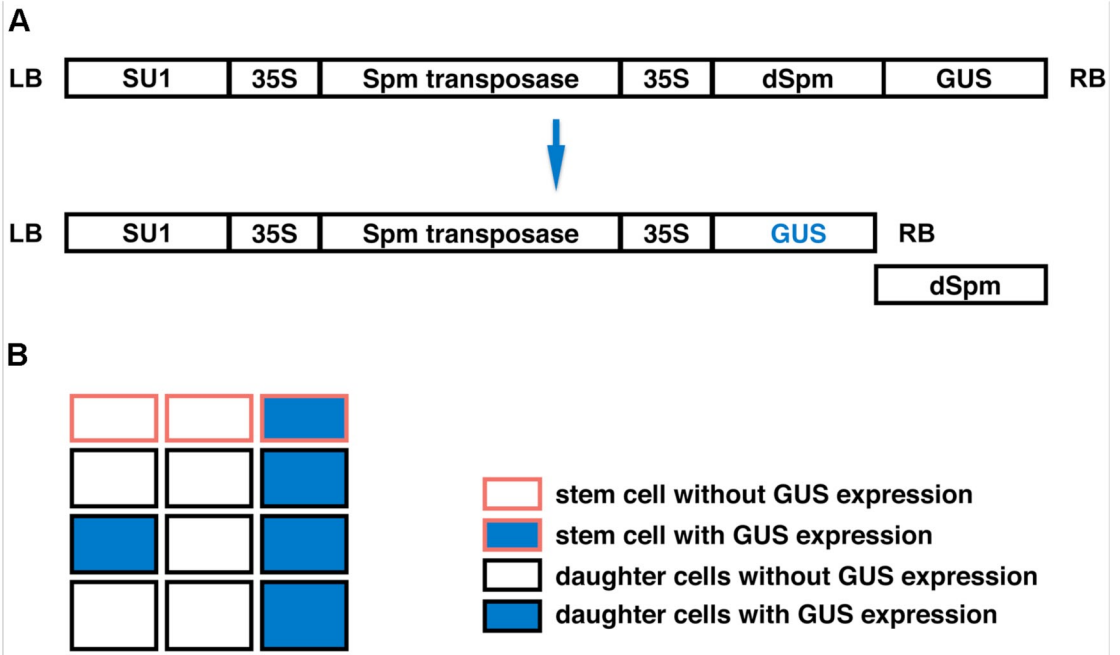 A
LB SU1 35S Spm transposase 35S dSpm GUS RB
LB SU1 35S Spm transposase 35S GUS RB
dSpm
B
stem cell without GUS expression
stem cell with GUS expression
daughter cells without GUS expression
daughter cells with GUS expression